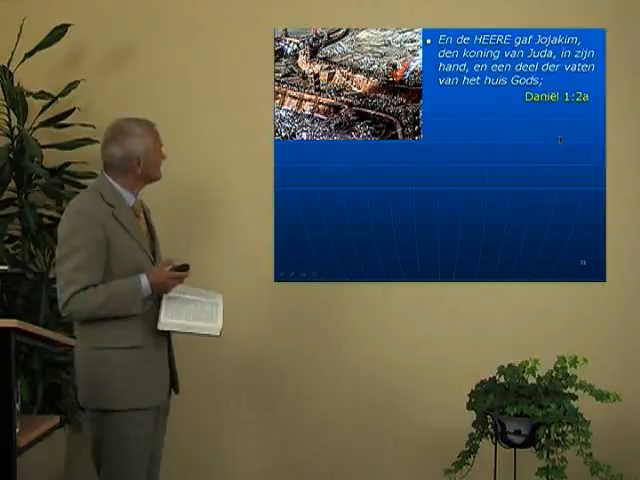 • En de HEERE gaf Jojakim,
den koning van Juda, in zijn
hand, en een deel der vaten
van het huis Gods;
Daniël 1:2a